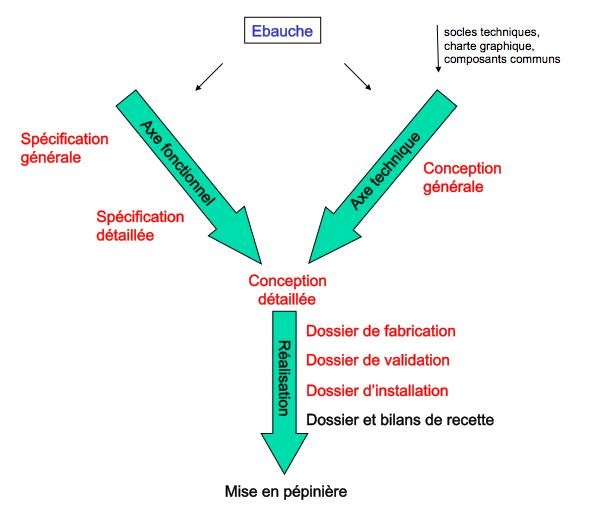 Ebauche
socles techniques,
charte graphique,
composants communs
Axe fonctionnel
Axe technique
Spécification
générale
Conception
générale
Spécification
détaillée
Conception
détaillée
Réalisation
Dossier de fabrication
Dossier de validation
Dossier d'installation
Dossier et bilans de recette
Mise en pépinière